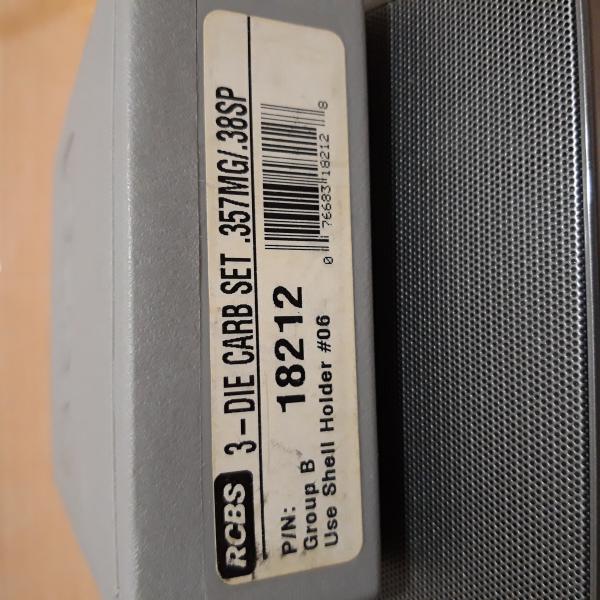 RCBS 3-DIE CARB SET .357MG/.38SP
P/N: 18212
Group B
Use Shell Holder #06
0 76683 18212 8